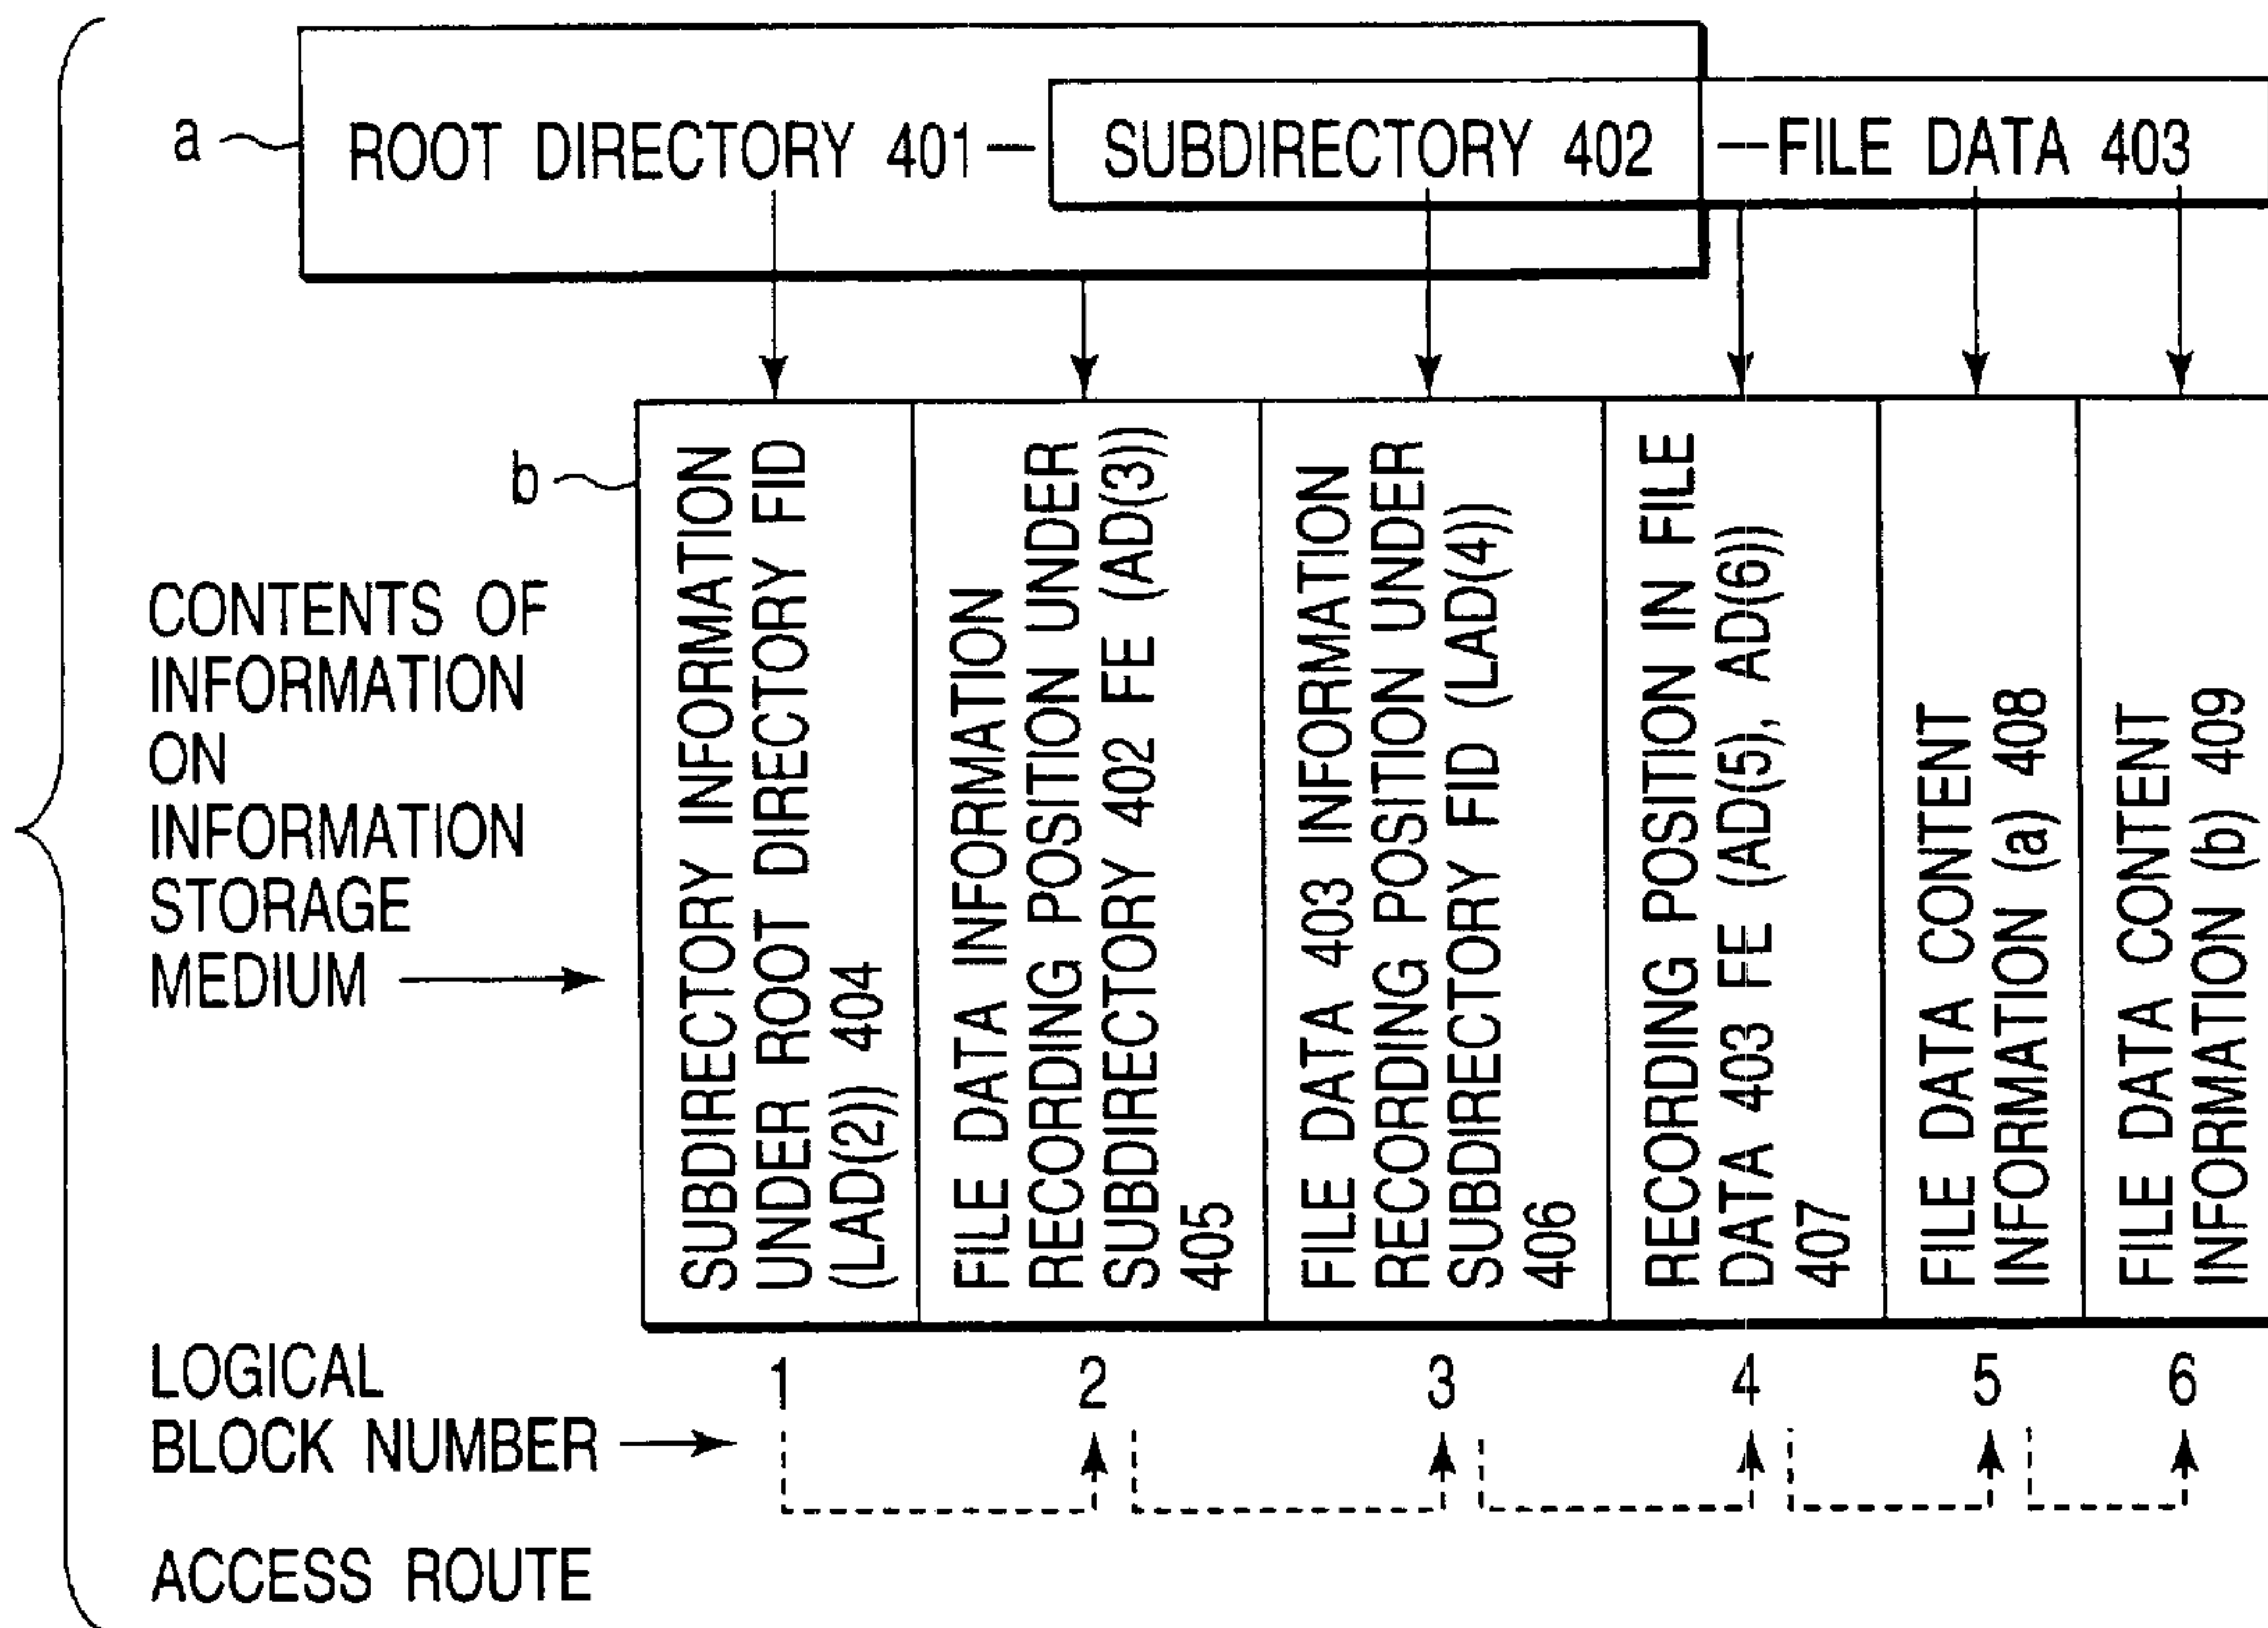 a
ROOT DIRECTORY 401 — SUBDIRECTORY 402 — FILE DATA 403
b
CONTENTS OF
INFORMATION
ON
INFORMATION
STORAGE
MEDIUM
SUBDIRECTORY INFORMATION
UNDER ROOT DIRECTORY FID
(LAD(2)) 404
FILE DATA INFORMATION
RECORDING POSITION UNDER
SUBDIRECTORY 402 FE (AD(3))
405
FILE DATA 403 INFORMATION
RECORDING POSITION UNDER
SUBDIRECTORY FID (LAD(4))
406
RECORDING POSITION IN FILE
DATA 403 FE (AD(5), AD(6))
407
FILE DATA CONTENT
INFORMATION (a) 408
FILE DATA CONTENT
INFORMATION (b) 409
LOGICAL
BLOCK NUMBER
1 2 3 4 5 6
ACCESS ROUTE